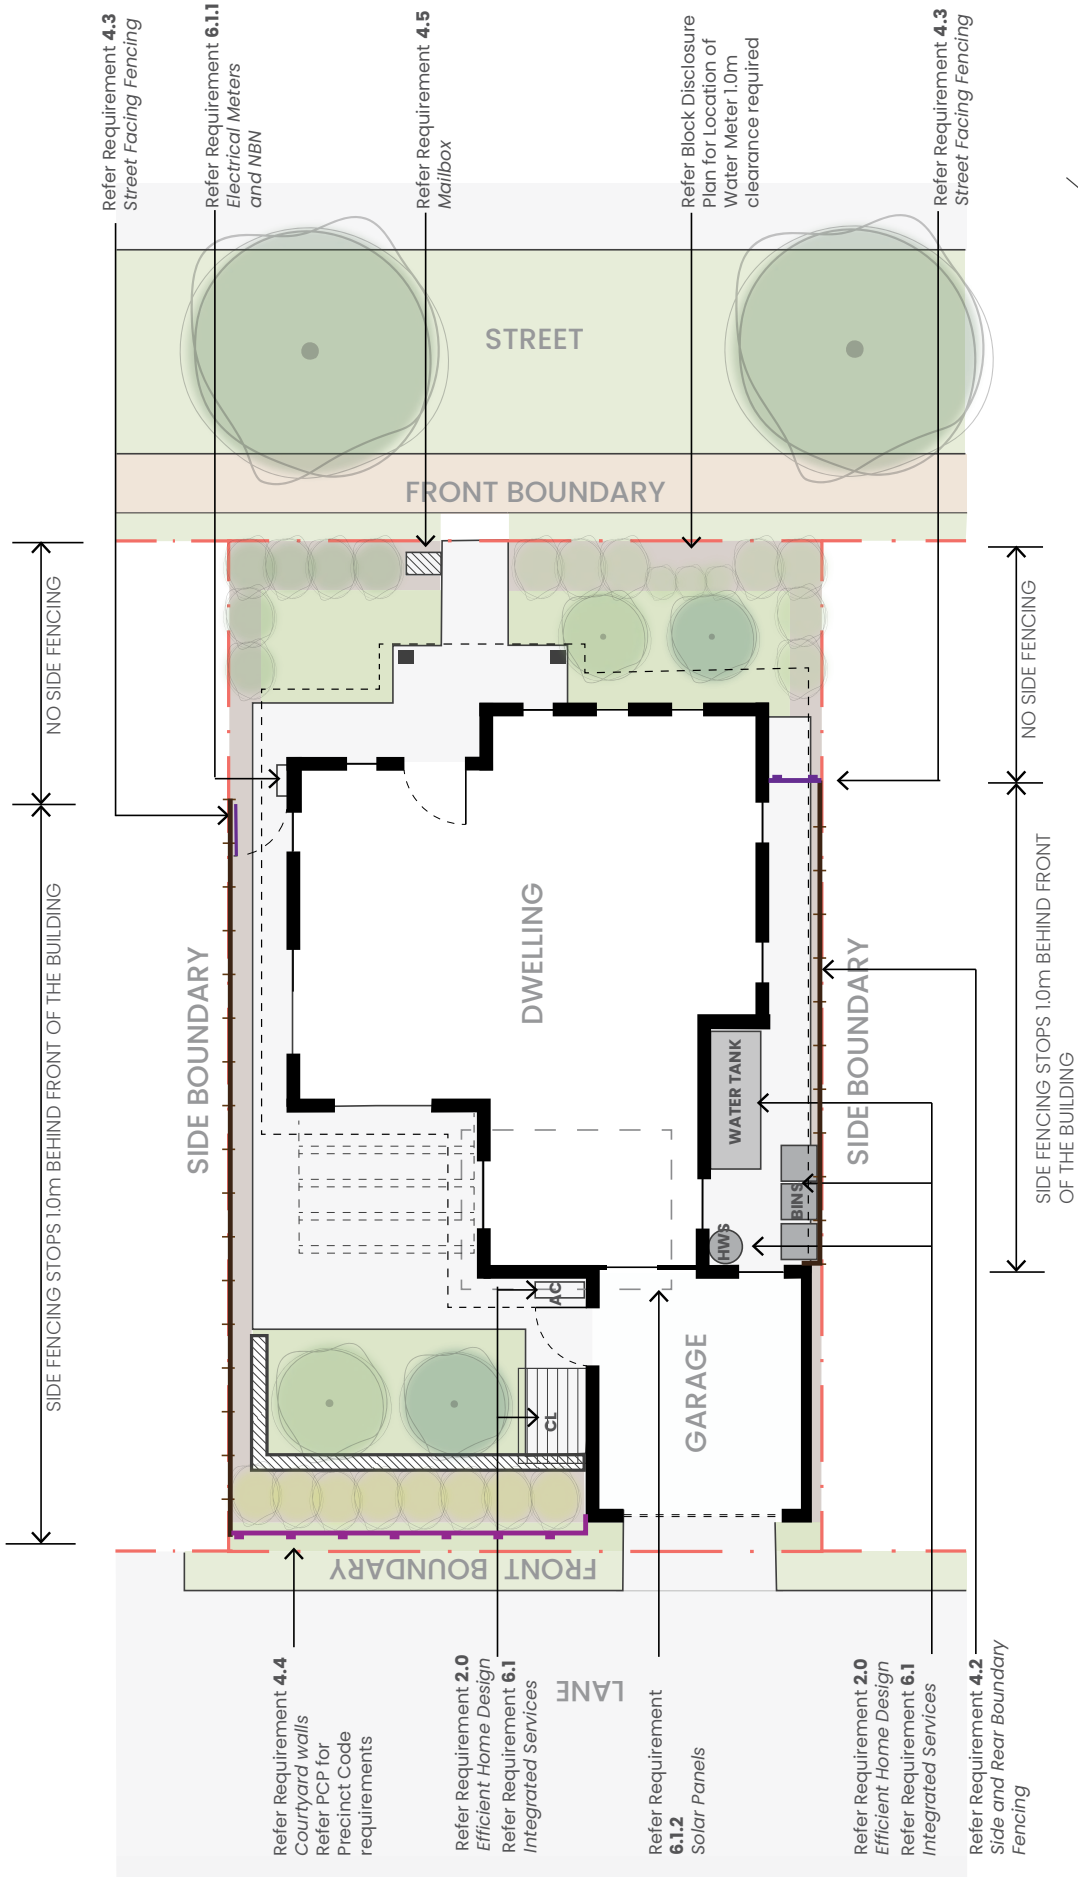 Refer Requirement 4.3
Street Facing Fencing
Refer Requirement 6.1.1
Electrical Meters
and NBN
Refer Requirement 4.5
Mailbox
Refer Block Disclosure
Plan for Location of
Water Meter 1.0m
clearance required
Refer Requirement 4.3
Street Facing Fencing
STREET
FRONT BOUNDARY
NO SIDE FENCING
NO SIDE FENCING
SIDE FENCING STOPS 1.0m BEHIND FRONT OF THE BUILDING
SIDE BOUNDARY
DWELLING
SIDE BOUNDARY
SIDE FENCING STOPS 1.0m BEHIND FRONT
OF THE BUILDING
WATER TANK
BINS
HWS
AC
CL
GARAGE
FRONT BOUNDARY
LANE
Refer Requirement 4.4
Courtyard walls
Refer PCP for
Precinct Code
requirements
Refer Requirement 2.0
Efficient Home Design
Refer Requirement 6.1
Integrated Services
Refer Requirement
6.1.2
Solar Panels
Refer Requirement 2.0
Efficient Home Design
Refer Requirement 6.1
Integrated Services
Refer Requirement 4.2
Side and Rear Boundary
Fencing